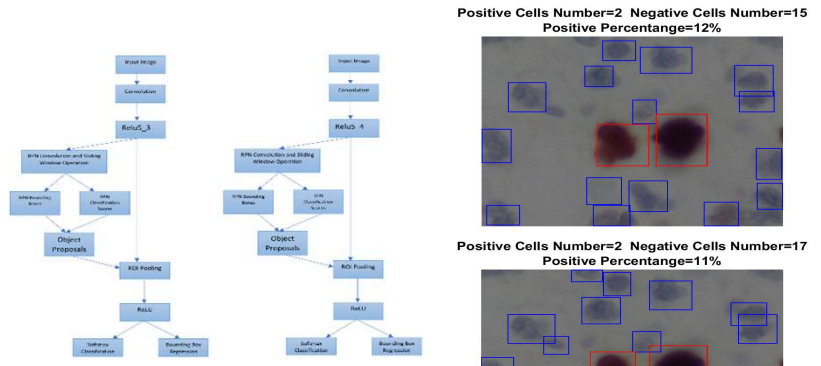 Input Image
Convolution
Relu5_3
RPN Convolution and Sliding
Window Operation
RPN Bounding
Boxes
RPN
Classification
Scores
Object
Proposals
ROI Pooling
ReLU
Softmax
Classification
Bounding Box
Regression
Input Image
Convolution
Relu5_4
RPN Convolution and Sliding
Window Operation
RPN Bounding
Boxes
RPN
Classification
Scores
Object
Proposals
ROI Pooling
ReLU
Softmax
Classification
Bounding Box
Regression
Positive Cells Number=2 Negative Cells Number=15
Positive Percentange=12%
Positive Cells Number=2 Negative Cells Number=17
Positive Percentange=11%